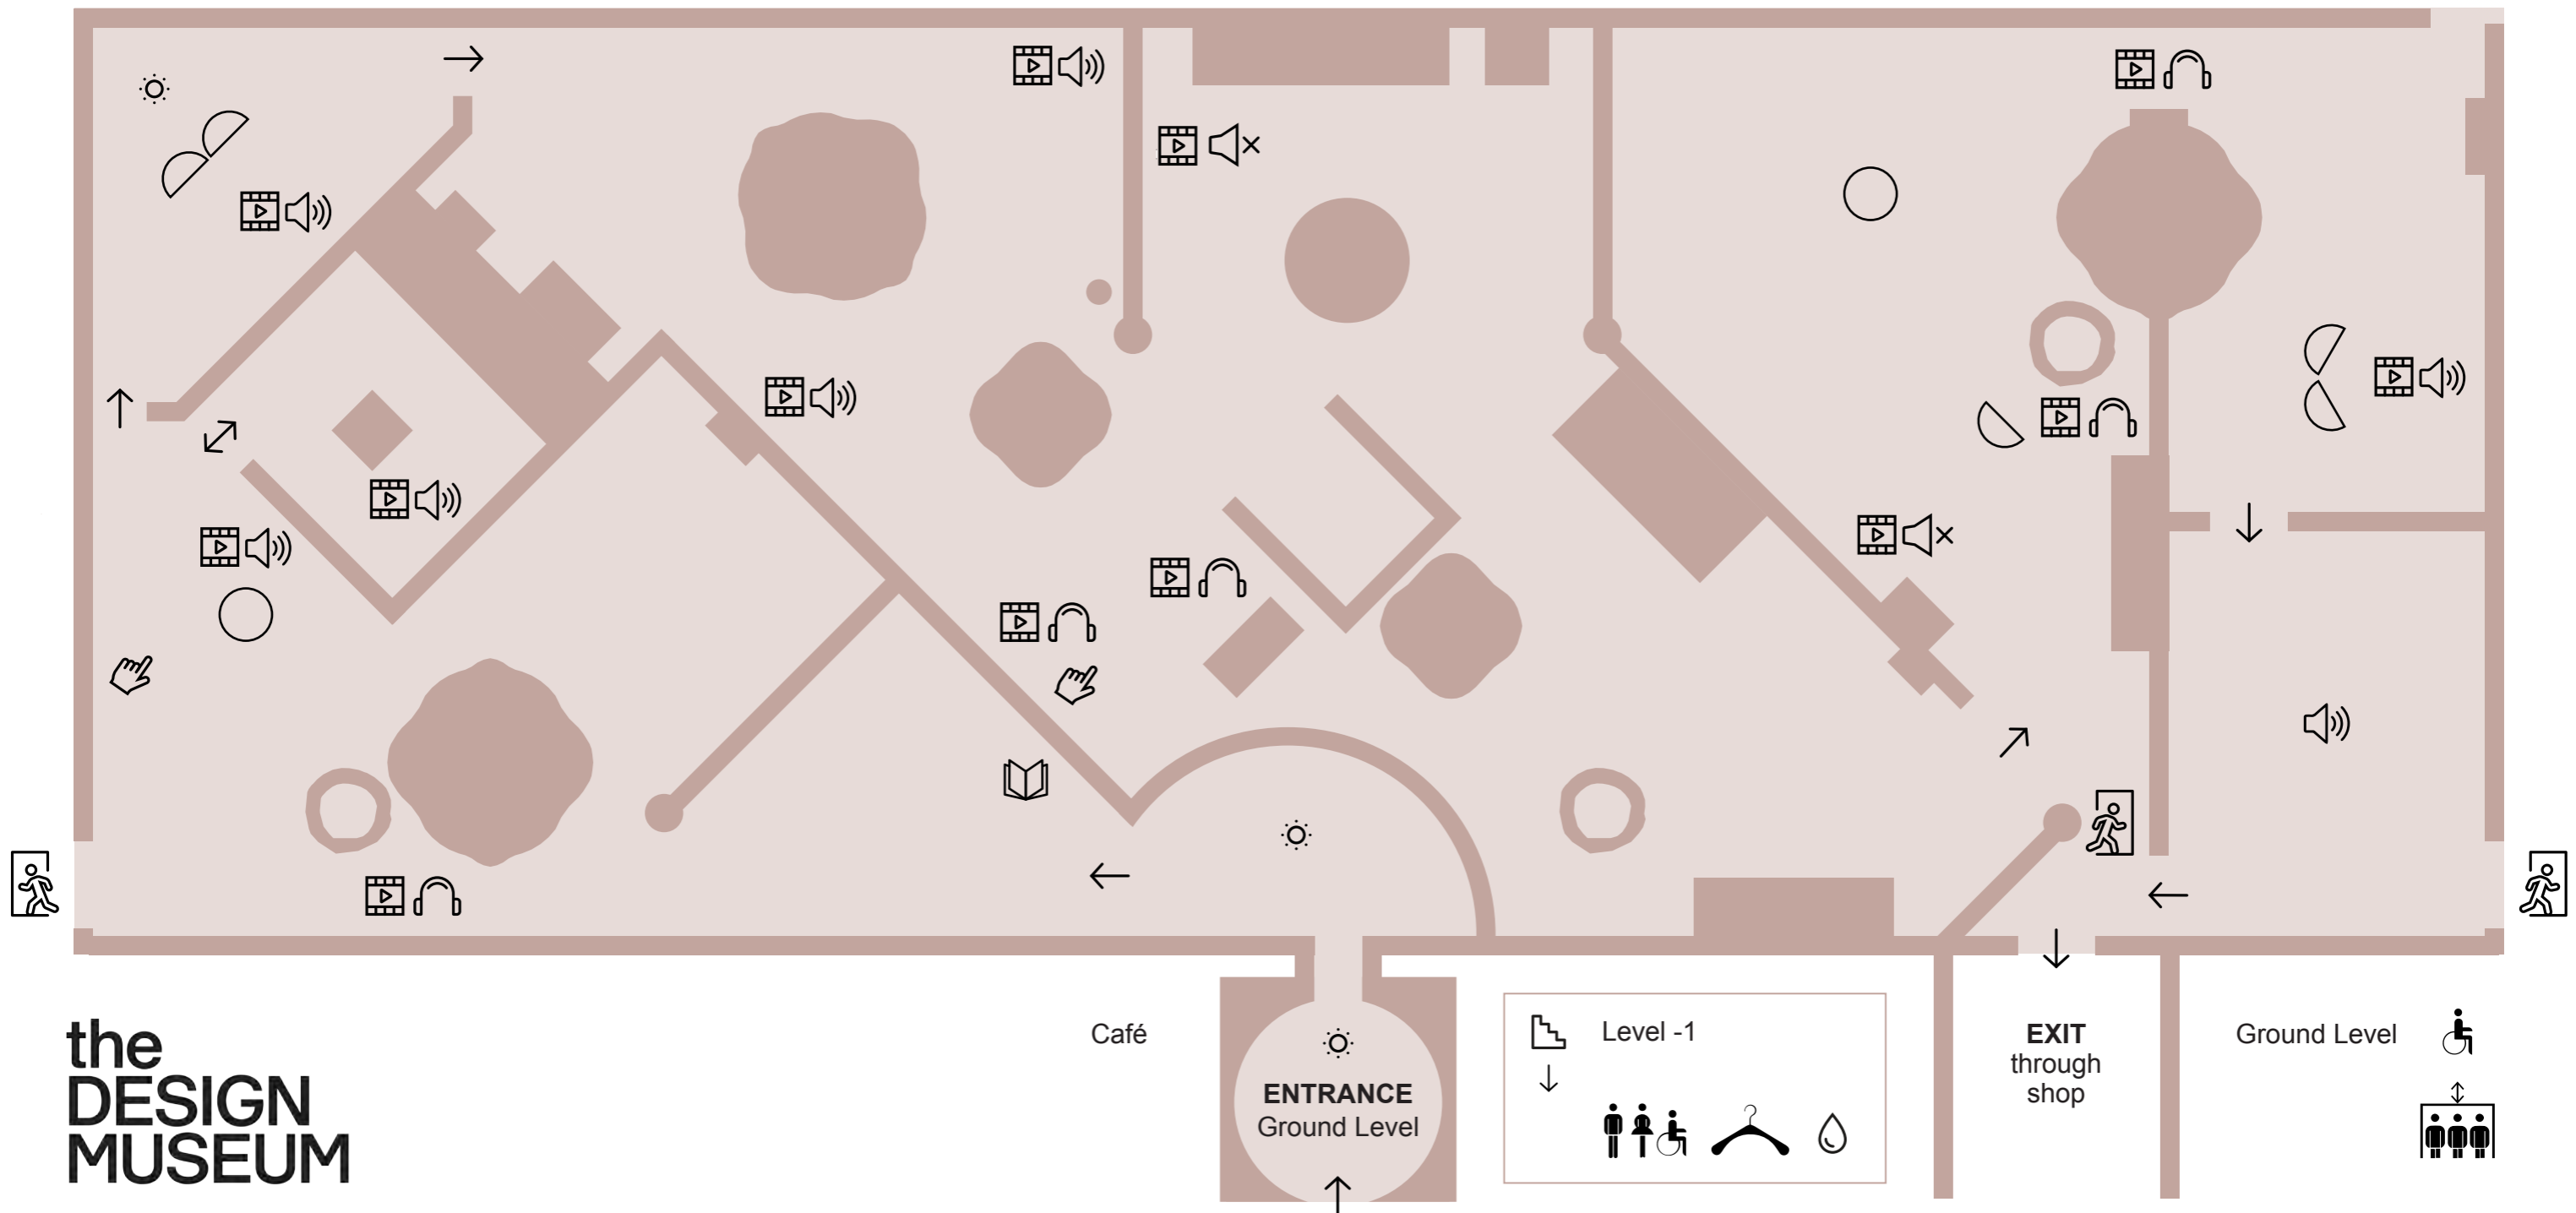 the
DESIGN
MUSEUM
Café
ENTRANCE
Ground Level
Level -1
EXIT
through
shop
Ground Level